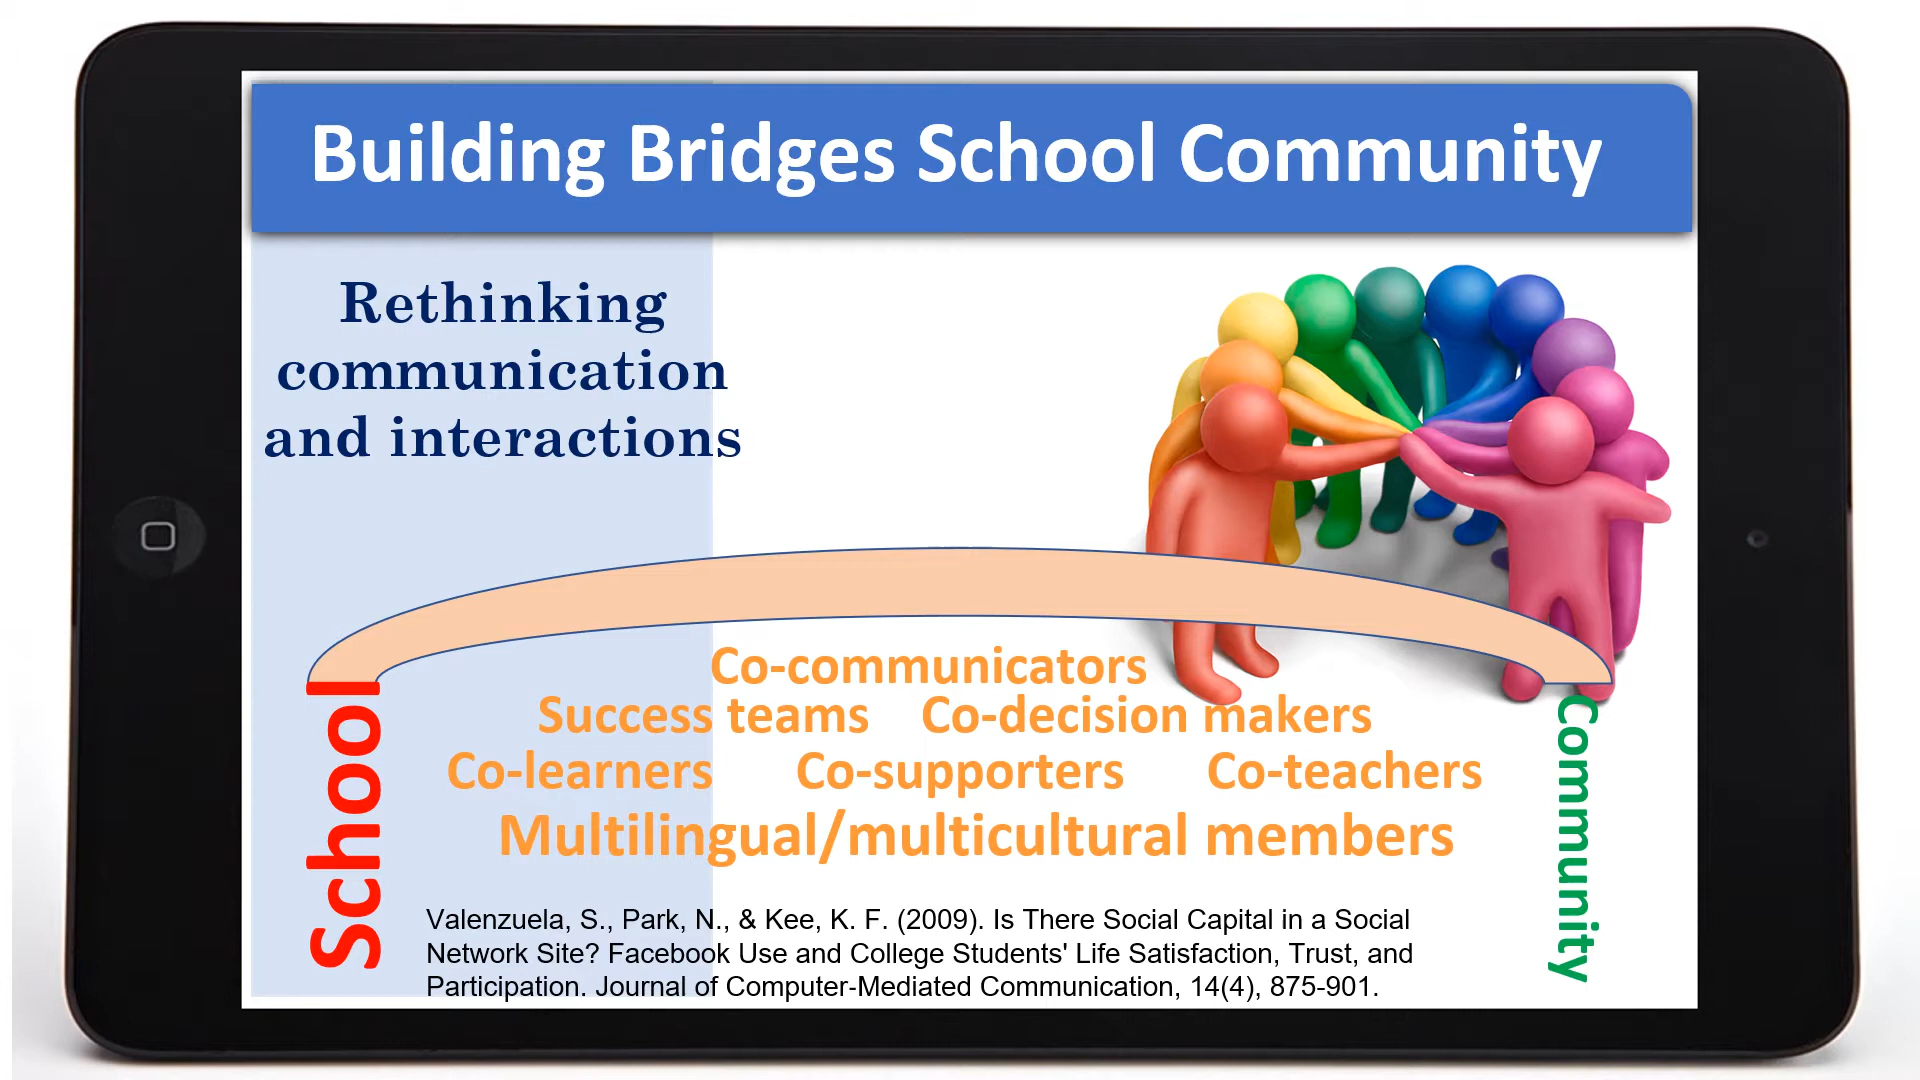 Building Bridges School Community
Rethinking
communication
and interactions
Co-communicators
Success teams Co-decision makers
Co-learners Co-supporters Co-teachers
Multilingual/multicultural members
School
Community
Valenzuela, S., Park, N., & Kee, K. F. (2009). Is There Social Capital in a Social
Network Site? Facebook Use and College Students' Life Satisfaction, Trust, and
Participation. Journal of Computer-Mediated Communication, 14(4), 875-901.